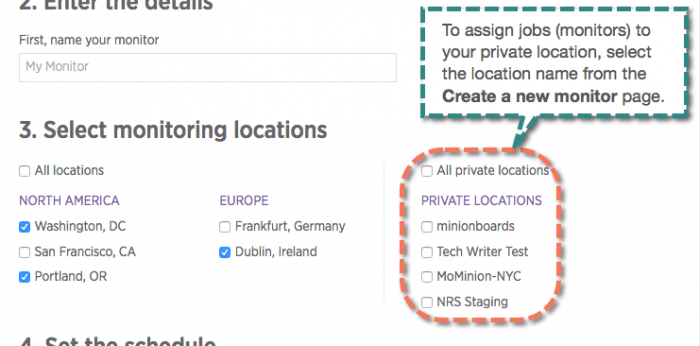 2. Enter the details
First, name your monitor
My Monitor
To assign jobs (monitors) to
your private location, select
the location name from the
Create a new monitor page.
3. Select monitoring locations
All locations
NORTH AMERICA
Washington, DC
San Francisco, CA
Portland, OR
EUROPE
Frankfurt, Germany
Dublin, Ireland
All private locations
PRIVATE LOCATIONS
minionboards
Tech Writer Test
MoMinion-NYC
NRS Staging
4. Set the schedule